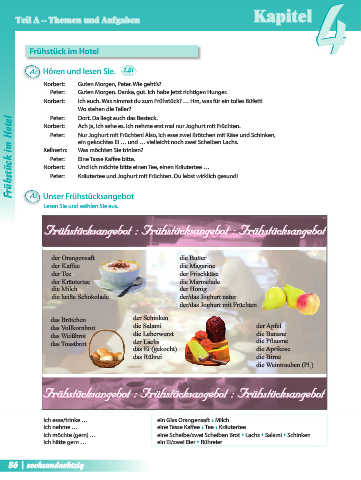 Teil A – Themen und Aufgaben
Kapitel 4
Frühstück im Hotel
Frühstück im Hotel
A1 Hören und lesen Sie.
Norbert: Guten Morgen, Peter. Wie geht's?
Peter: Guten Morgen. Danke, gut. Ich habe jetzt richtigen Hunger.
Norbert: Ich auch. Was nimmst du zum Frühstück? ... Hm, was für ein tolles Büfett!
Wo stehen die Teller?
Peter: Dort. Da liegt auch das Besteck.
Norbert: Ach ja, ich sehe es. Ich nehme erst mal nur Joghurt mit Früchten.
Peter: Nur Joghurt mit Früchten! Also, ich esse zwei Brötchen mit Käse und Schinken,
ein gekochtes Ei ... und ... vielleicht noch zwei Scheiben Lachs.
Kellnerin: Was möchten Sie trinken?
Peter: Eine Tasse Kaffee bitte.
Norbert: Und ich möchte bitte einen Tee, einen Kräutertee ...
Peter: Kräutertee und Joghurt mit Früchten. Du lebst wirklich gesund!
A2 Unser Frühstücksangebot
Lesen Sie und wählen Sie aus.
Frühstücksangebot : Frühstücksangebot : Frühstücksangebot
der Orangensaft
der Kaffee
der Tee
der Kräutertee
die Milch
die heiße Schokolade
die Butter
die Magarine
der Frischkäse
die Marmelade
der Honig
der/das Joghurt natur
der/das Joghurt mit Früchten
das Brötchen
das Vollkornbrot
das Weißbrot
das Toastbrot
der Schinken
die Salami
die Leberwurst
der Lachs
das Ei (gekocht)
das Rührei
der Apfel
die Banane
die Pflaume
die Aprikose
die Birne
die Weintrauben (Pl.)
Frühstücksangebot : Frühstücksangebot : Frühstücksangebot
Ich esse/trinke ...
Ich nehme ...
Ich möchte (gern) ...
Ich hätte gern ...
ein Glas Orangensaft • Milch
eine Tasse Kaffee • Tee • Kräutertee
eine Scheibe/zwei Scheiben Brot • Lachs • Salami • Schinken
ein Ei/zwei Eier • Rühreier
86 | sechsundachtzig